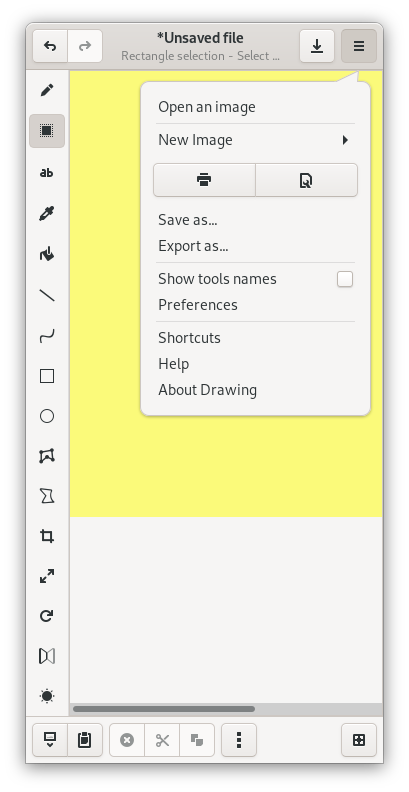 *Unsaved file
Rectangle selection - Select ...
Open an image
New Image
Save as...
Export as...
Show tools names
Preferences
Shortcuts
Help
About Drawing
ab